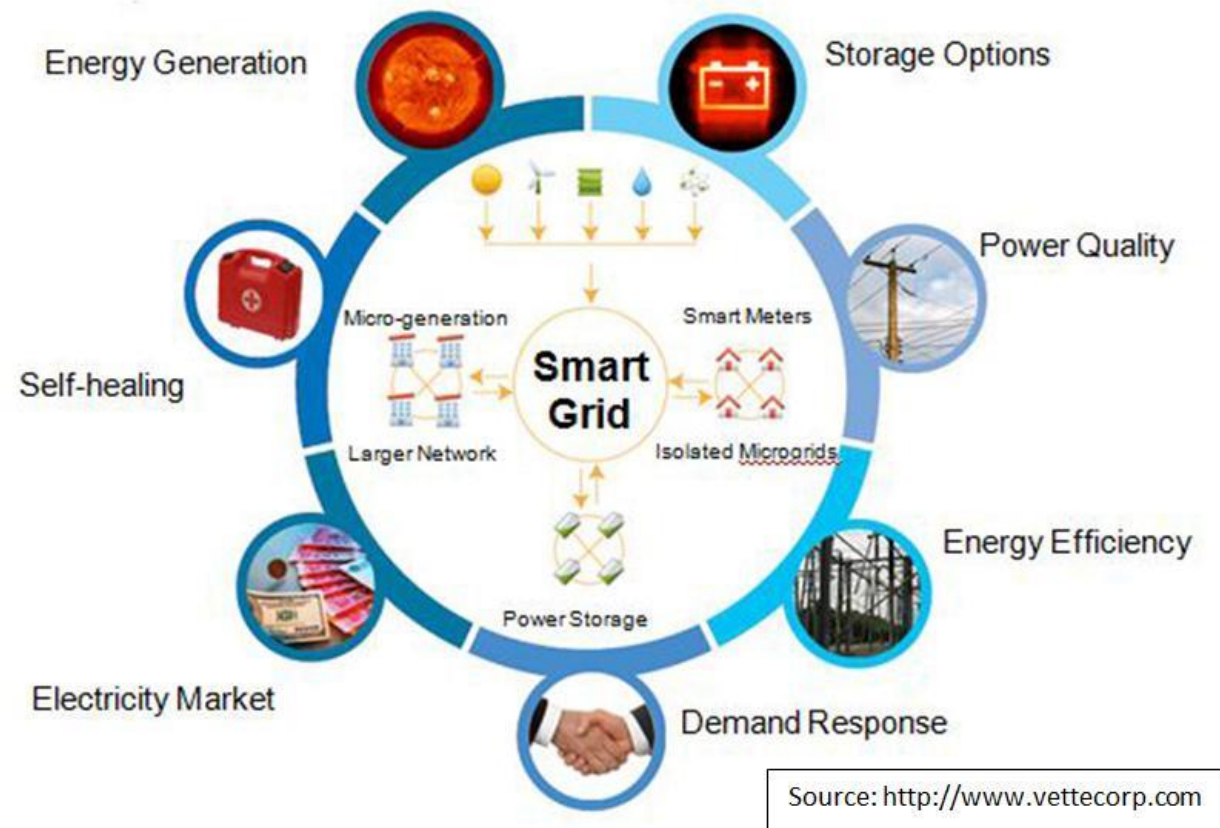 Energy Generation
Storage Options
Power Quality
Self-healing
Micro-generation
Smart Meters
Smart
Grid
Larger Network
Isolated Microgrids
Energy Efficiency
Power Storage
Electricity Market
Demand Response
Source: http://www.vettecorp.com